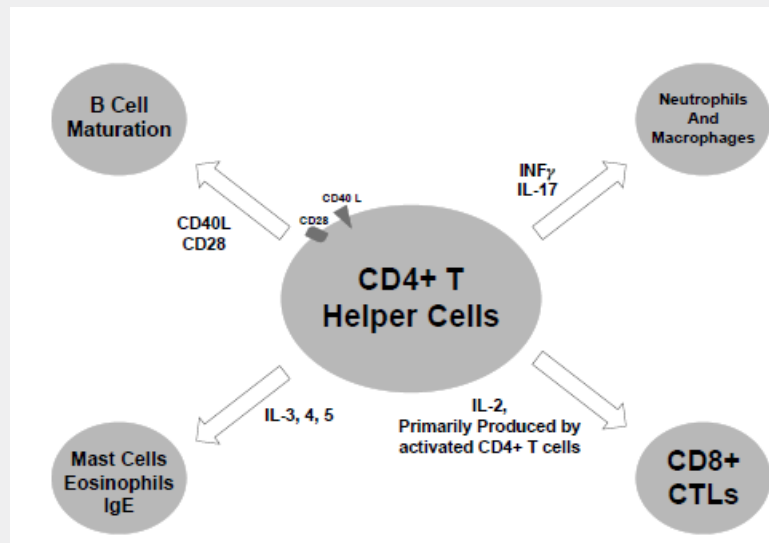 B Cell
Maturation
Neutrophils
And
Macrophages
INFγ
IL-17
CD40 L
CD28
CD40L
CD28
CD4+ T
Helper Cells
IL-3, 4, 5
IL-2,
Primarily Produced by
activated CD4+ T cells
Mast Cells
Eosinophils
IgE
CD8+
CTLs